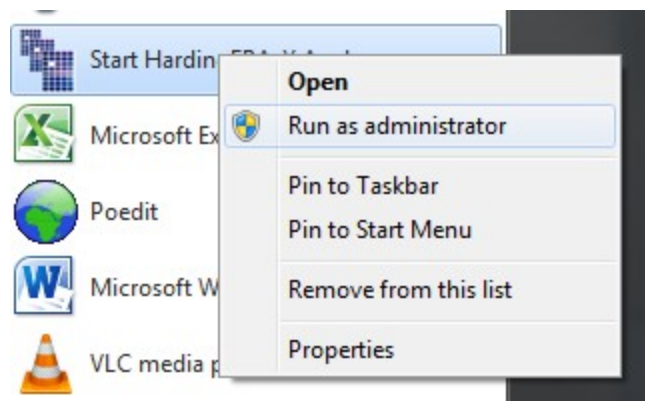 Start Hardin
Open
Run as administrator
Microsoft Ex
Pin to Taskbar
Poedit
Pin to Start Menu
Microsoft W
Remove from this list
VLC media p
Properties